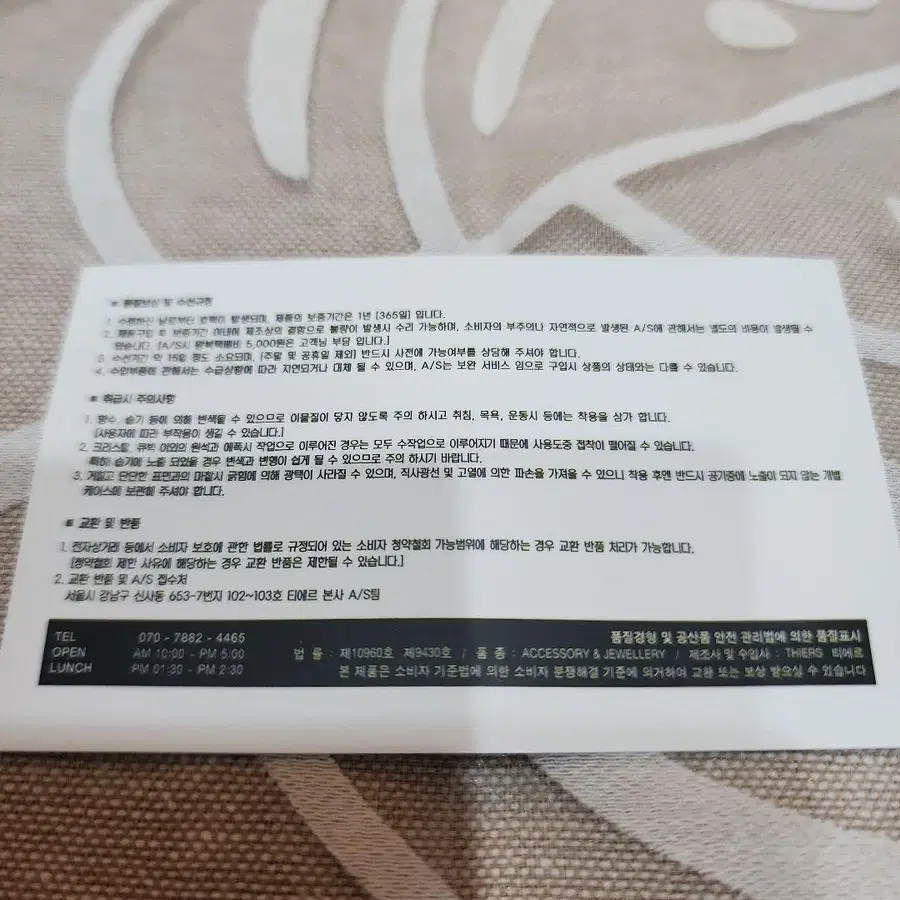 ■ 품질보상 및 수선규정
1. 수령하신 날로부터 효력이 발생되며, 제품의 보증기간은 1년 [365일] 입니다.
2. 제품구입 후 보증기간 이내에 제조상의 결함으로 불량이 발생시 수리 가능하며, 소비자의 부주의나 자연적으로 발생된 A/S에 관해서는 별도의 비용이 발생될 수
있습니다. [A/S시 왕복택배비 5,000원은 고객님 부담 입니다.]
3. 수선기간 약 15일 정도 소요되며, [주말 및 공휴일 제외] 반드시 사전에 가능여부를 상담해 주셔야 합니다.
4. 수입부품에 관해서는 수급상황에 따라 지연되거나 대체 될 수 있으며, A/S는 보완 서비스 임으로 구입시 상품의 상태와는 다를 수 있습니다.
■ 취급시 주의사항
1. 향수, 습기 등에 의해 변색될 수 있으므로 이물질이 닿지 않도록 주의 하시고 취침, 목욕, 운동시 등에는 착용을 삼가 합니다.
[사용자에 따라 부작용이 생길 수 있습니다.]
2. 크리스탈, 큐빅 이외의 원석과 에폭시 작업으로 이루어진 경우는 모두 수작업으로 이루어지기 때문에 사용도중 접착이 떨어질 수 있습니다.
특히! 습기에 노출 되었을 경우 변색과 변형이 쉽게 될 수 있으므로 주의 하시기 바랍니다.
3. 거칠고 단단한 표면과의 마찰시 긁힘에 의해 광택이 사라질 수 있으며, 직사광선 및 고열에 의한 파손을 가져올 수 있으니 착용 후엔 반드시 공기중에 노출이 되지 않는 개별
케이스에 보관해 주셔야 합니다.
■ 교환 및 반품
1. 전자상거래 등에서 소비자 보호에 관한 법률로 규정되어 있는 소비자 청약철회 가능범위에 해당하는 경우 교환 반품 처리가 가능합니다.
[청약철회 제한 사유에 해당하는 경우 교환 반품은 제한될 수 있습니다.]
2. 교환 반품 및 A/S 접수처
서울시 강남구 신사동 653-7번지 102~103호 티에르 본사 A/S팀
TEL 070 - 7882 - 4465 품질경형 및 공산품 안전 관리법에 의한 품질표시
OPEN AM 10:00 - PM 5:00 법 률 : 제10960호 제9430호 / 품 종 : ACCESSORY & JEWELLERY / 제조사 및 수입사 : THIERS 티에르
LUNCH PM 01:30 - PM 2:30 본 제품은 소비자 기준법에 의한 소비자 분쟁해결 기준에 의거하여 교환 또는 보상 받으실 수 있습니다